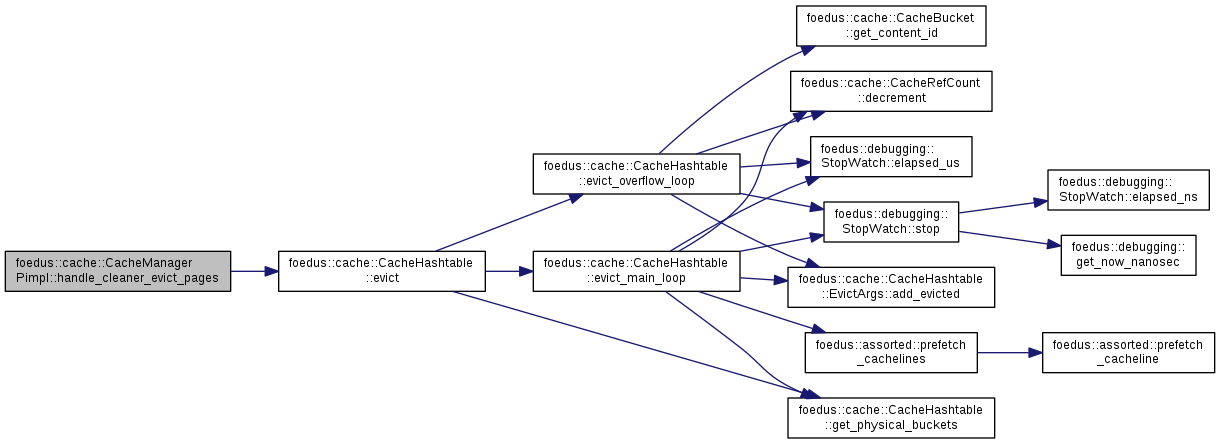 foedus::cache::CacheManager
Pimpl::handle_cleaner_evict_pages
foedus::cache::CacheHashtable
::evict
foedus::cache::CacheHashtable
::evict_overflow_loop
foedus::cache::CacheHashtable
::evict_main_loop
foedus::cache::CacheBucket
::get_content_id
foedus::cache::CacheRefCount
::decrement
foedus::debugging::
StopWatch::elapsed_us
foedus::debugging::
StopWatch::stop
foedus::cache::CacheHashtable
::EvictArgs::add_evicted
foedus::assorted::prefetch
_cachelines
foedus::cache::CacheHashtable
::get_physical_buckets
foedus::debugging::
StopWatch::elapsed_ns
foedus::debugging::
get_now_nanosec
foedus::assorted::prefetch
_cacheline